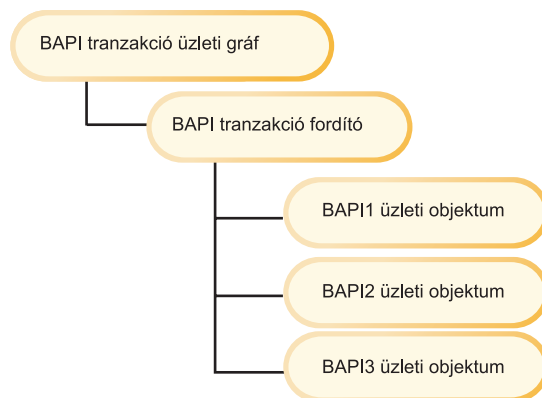 BAPI tranzakció üzleti gráf
BAPI tranzakció fordító
BAPI1 üzleti objektum
BAPI2 üzleti objektum
BAPI3 üzleti objektum